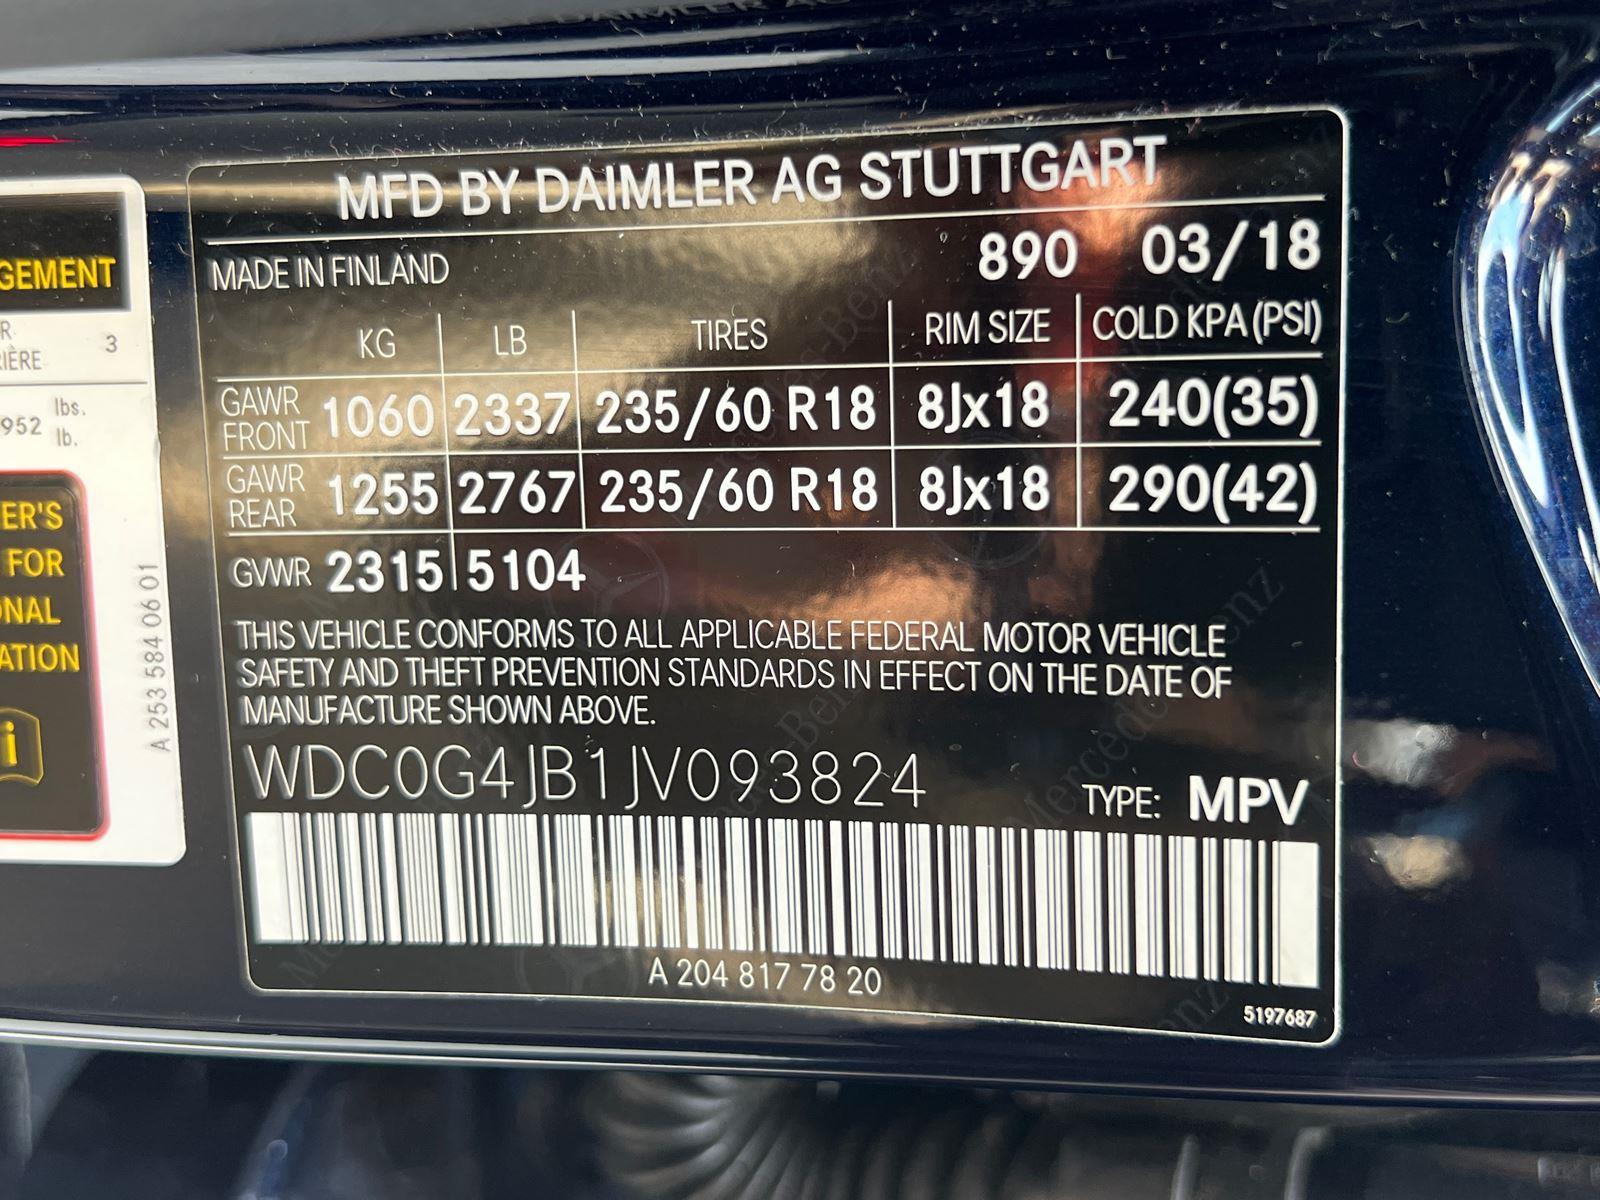 GEMENT
3
952 lbs.
lb.
ER'S
FOR
ATION
A 253 584 06 01
MFD BY DAIMLER AG STUTTGART
MADE IN FINLAND 890 03/18
KG LB TIRES RIM SIZE COLD KPA (PSI)
GAWR FRONT 1060 2337 235/60 R18 8Jx18 240(35)
GAWR REAR 1255 2767 235/60 R18 8Jx18 290(42)
GVWR 2315 5104
THIS VEHICLE CONFORMS TO ALL APPLICABLE FEDERAL MOTOR VEHICLE
SAFETY AND THEFT PREVENTION STANDARDS IN EFFECT ON THE DATE OF
MANUFACTURE SHOWN ABOVE.
WDC0G4JB1JV093824
TYPE: MPV
A 204 817 78 20
5197687